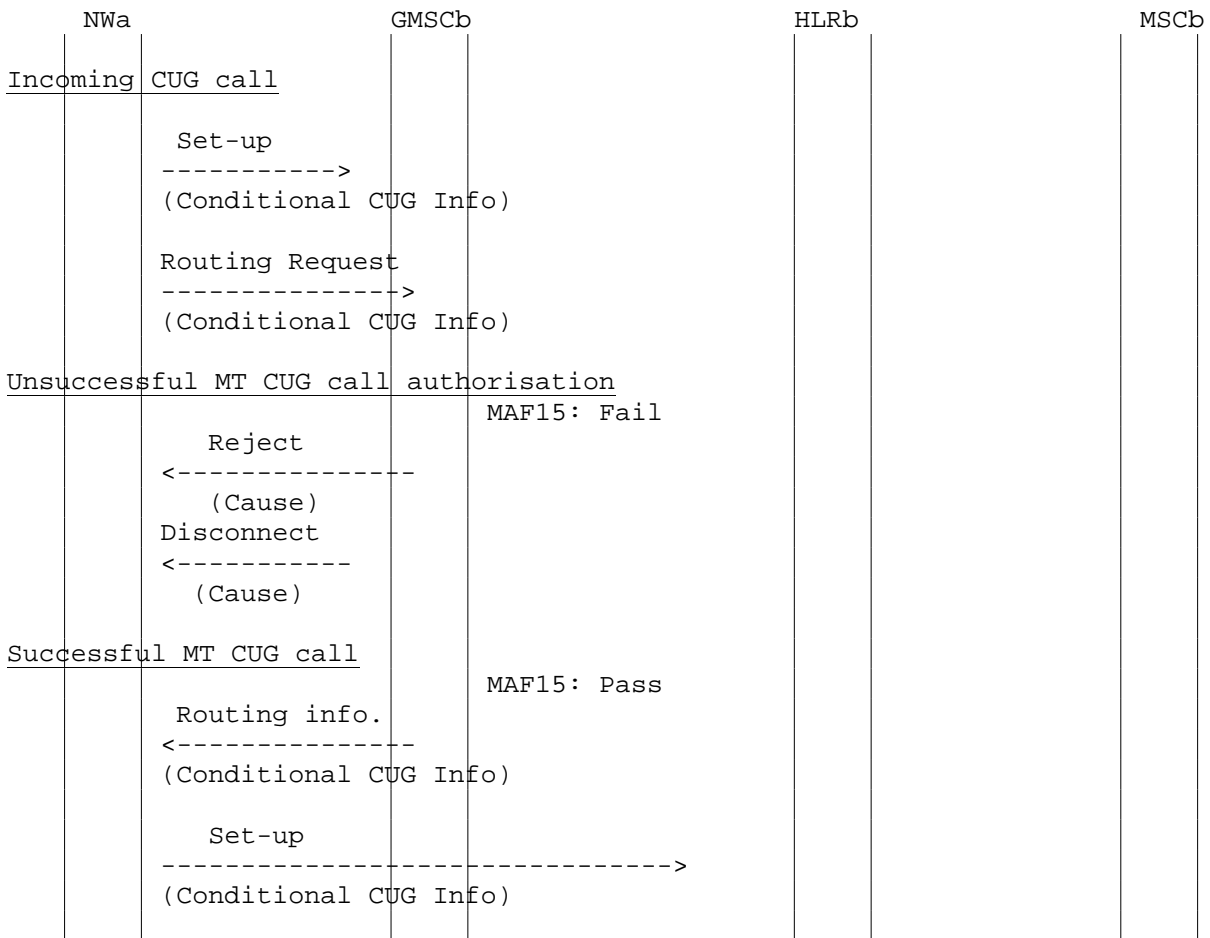 NWa GMSCb HLRb MSCb
Incoming CUG call
Set-up
----------->
(Conditional CUG Info)
Routing Request
--------------->
(Conditional CUG Info)
Unsuccessful MT CUG call authorisation
MAF15: Fail
Reject
<---------------
(Cause)
Disconnect
<-----------
(Cause)
Successful MT CUG call
MAF15: Pass
Routing info.
<---------------
(Conditional CUG Info)
Set-up
-------------------------------->
(Conditional CUG Info)